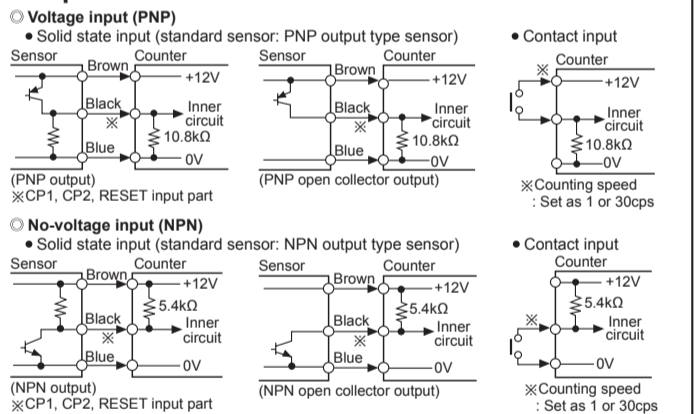 ◎ Voltage input (PNP)
● Solid state input (standard sensor: PNP output type sensor)
Sensor
Counter
Brown
+12V
Black
※
Inner
circuit
10.8kΩ
Blue
0V
(PNP output)
※CP1, CP2, RESET input part
Sensor
Counter
Brown
+12V
Black
※
Inner
circuit
10.8kΩ
Blue
0V
(PNP open collector output)
● Contact input
Counter
※
+12V
Inner
circuit
10.8kΩ
0V
※Counting speed
: Set as 1 or 30cps
◎ No-voltage input (NPN)
● Solid state input (standard sensor: NPN output type sensor)
Sensor
Counter
Brown
+12V
5.4kΩ
Black
※
Inner
circuit
Blue
0V
(NPN output)
※CP1, CP2, RESET input part
Sensor
Counter
Brown
+12V
5.4kΩ
Black
※
Inner
circuit
Blue
0V
(NPN open collector output)
● Contact input
Counter
+12V
5.4kΩ
※
Inner
circuit
0V
※Counting speed
: Set as 1 or 30cps